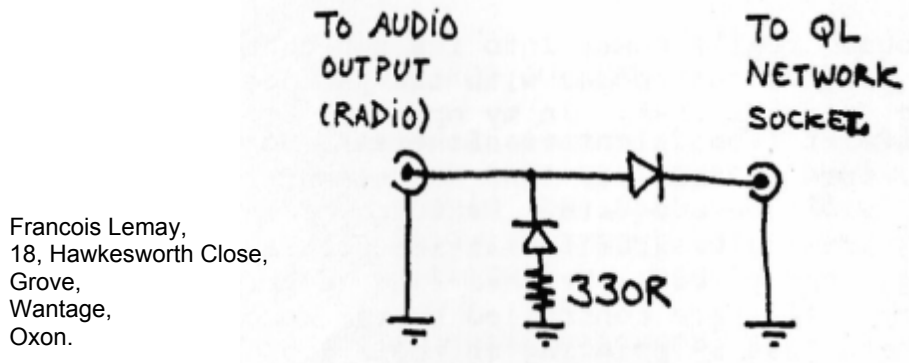 TO AUDIO
OUTPUT
(RADIO)
TO QL
NETWORK
SOCKET
330R
Francois Lemay,
18, Hawkesworth Close,
Grove,
Wantage,
Oxon.